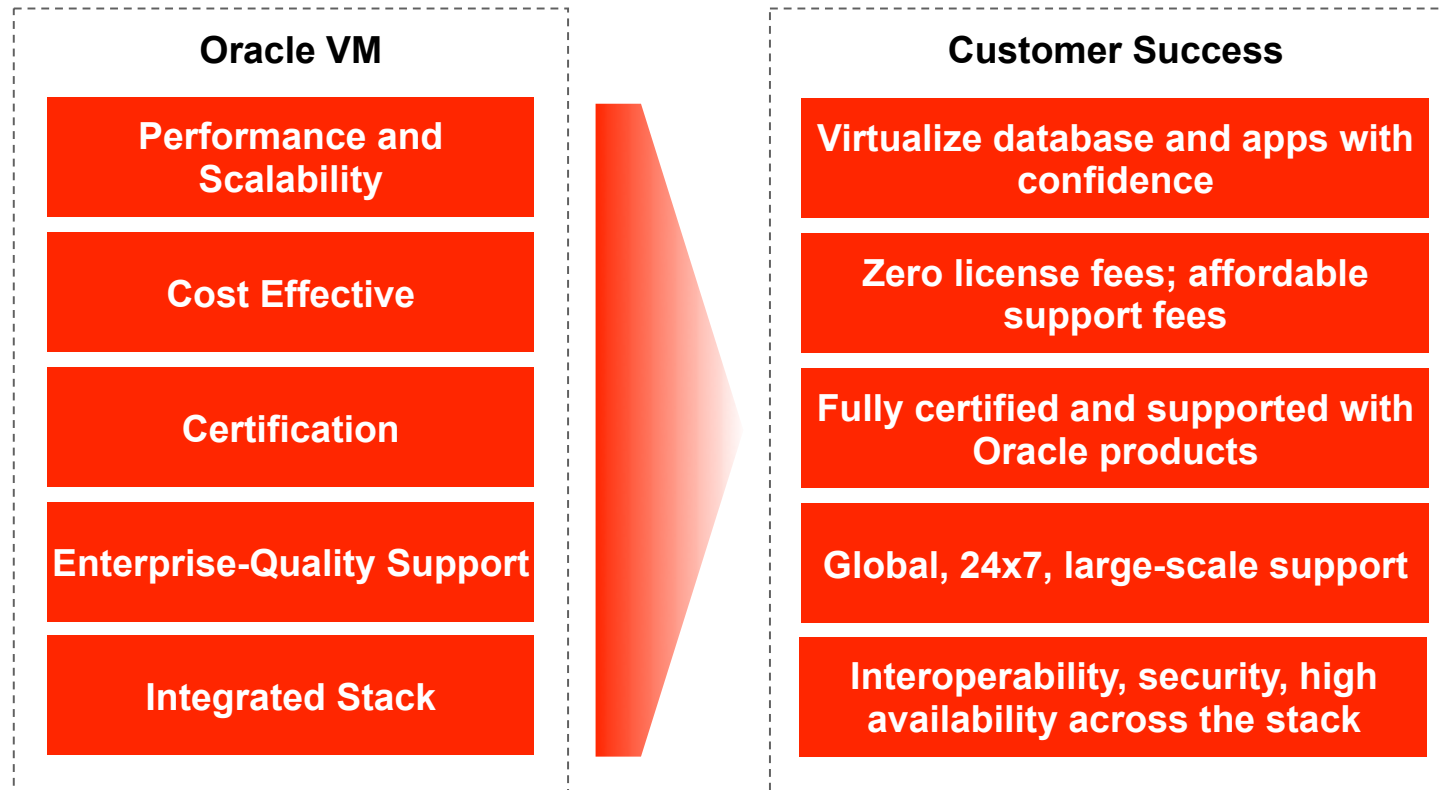 Oracle VM
Performance and
Scalability
Cost Effective
Certification
Enterprise-Quality Support
Integrated Stack
Customer Success
Virtualize database and apps with
confidence
Zero license fees; affordable
support fees
Fully certified and supported with
Oracle products
Global, 24x7, large-scale support
Interoperability, security, high
availability across the stack